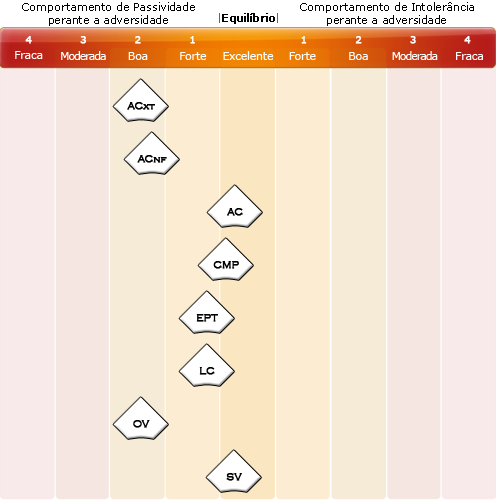 Comportamento de Passividade
perante a adversidade
|Equilíbrio|
Comportamento de Intolerância
perante a adversidade
4 3 2 1 1 2 3 4
Fraca Moderada Boa Forte Excelente Forte Boa Moderada Fraca
ACXT
ACNF
AC
CMP
EPT
LC
OV
SV